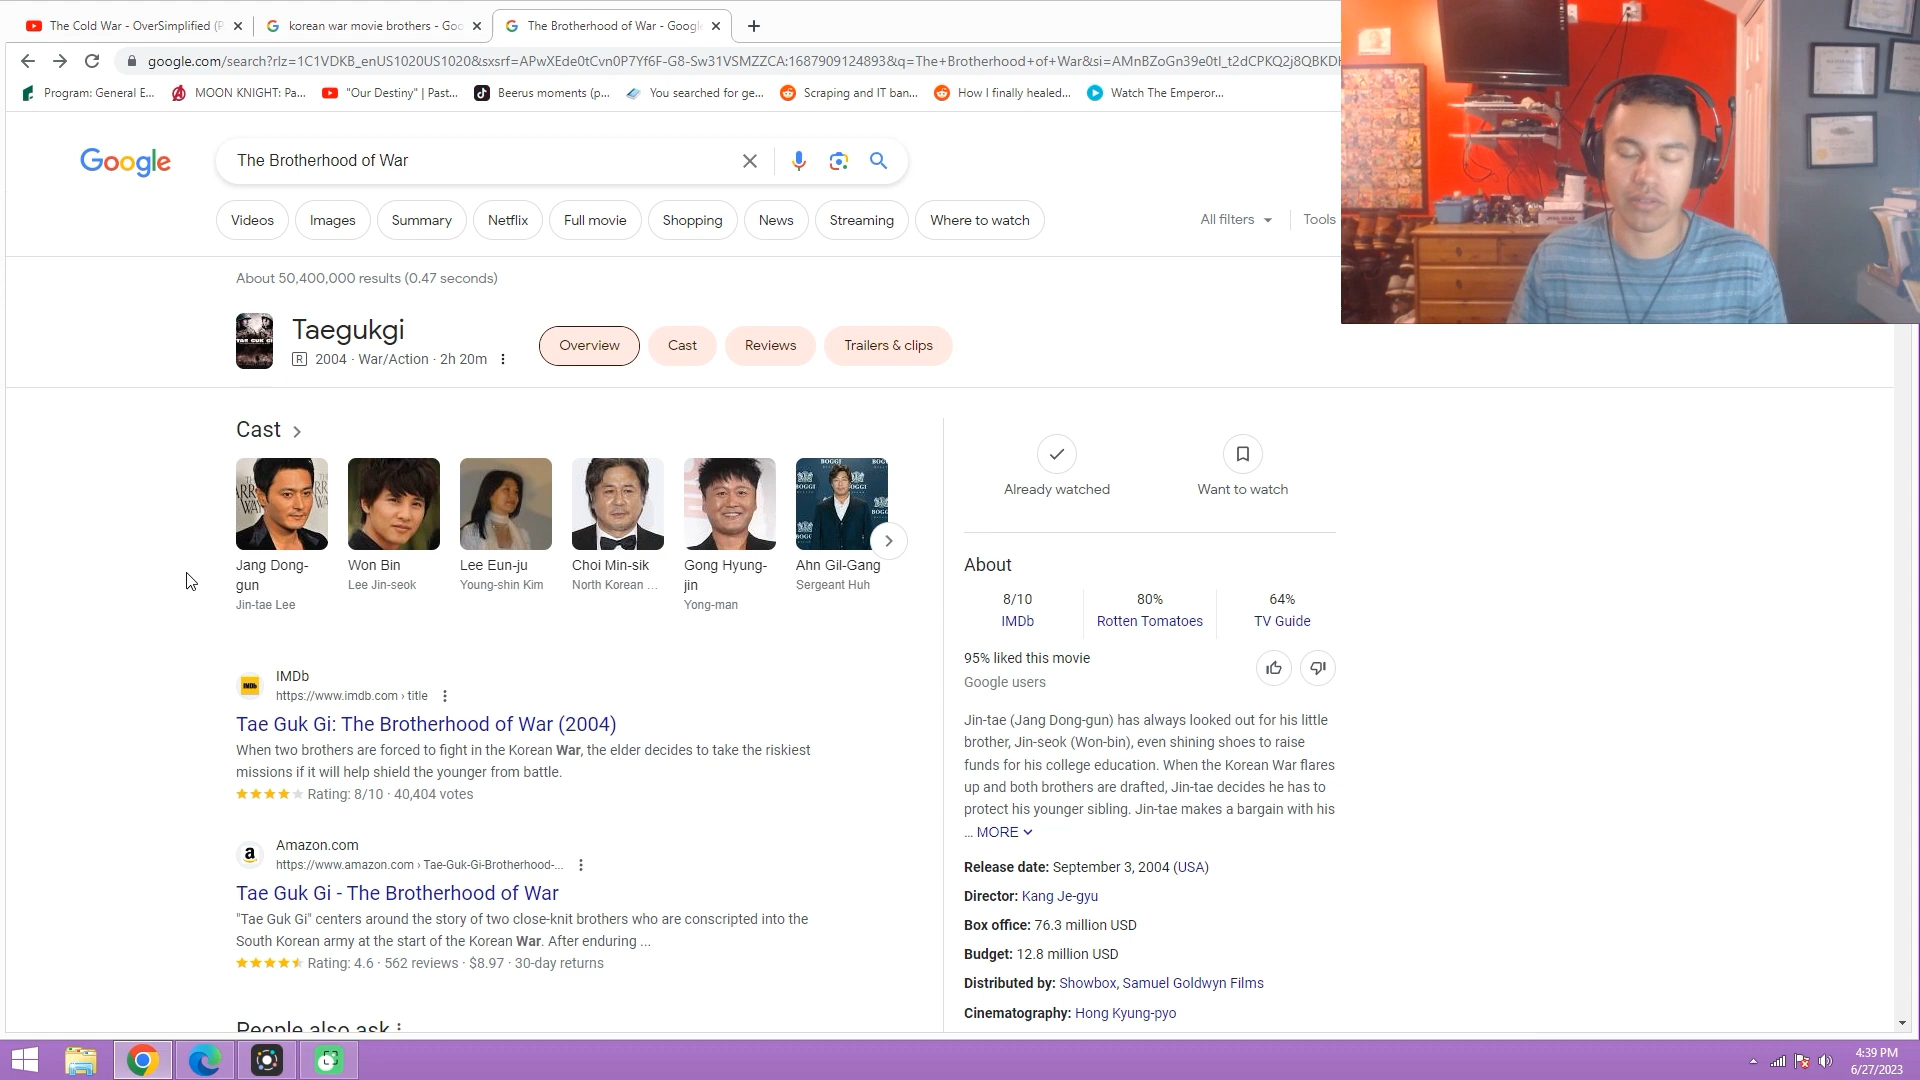 The Cold War - OverSimplified (P
korean war movie brothers - Goo
The Brotherhood of War - Google
google.com/search?rlz=1C1VDKB_enUS1020US1020&sxsrf=APwXEde0tCvn0P7Yf6F-G8-Sw31VSMZZCA:1687909124893&q=The+Brotherhood+of+War&si=AMnBZoGn39e0tI_t2dCPKQ2j8QBKDH
Program: General E...
MOON KNIGHT: Pa...
"Our Destiny" | Past...
Beerus moments (p...
You searched for ge...
Scraping and IT ban...
How I finally healed...
Watch The Emperor...
Google
The Brotherhood of War
Videos
Images
Summary
Netflix
Full movie
Shopping
News
Streaming
Where to watch
All filters
Tools
About 50,400,000 results (0.47 seconds)
TAE GUK GI
Taegukgi
R 2004 · War/Action · 2h 20m
Overview
Cast
Reviews
Trailers & clips
Cast
Jang Dong-
gun
Jin-tae Lee
Won Bin
Lee Jin-seok
Lee Eun-ju
Young-shin Kim
Choi Min-sik
North Korean ...
Gong Hyung-
jin
Yong-man
BOGGI
Ahn Gil-Gang
Sergeant Huh
Already watched
Want to watch
About
8/10
IMDb
80%
Rotten Tomatoes
64%
TV Guide
95% liked this movie
Google users
Jin-tae (Jang Dong-gun) has always looked out for his little
brother, Jin-seok (Won-bin), even shining shoes to raise
funds for his college education. When the Korean War flares
up and both brothers are drafted, Jin-tae decides he has to
protect his younger sibling. Jin-tae makes a bargain with his
... MORE
Release date: September 3, 2004 (USA)
Director: Kang Je-gyu
Box office: 76.3 million USD
Budget: 12.8 million USD
Distributed by: Showbox, Samuel Goldwyn Films
Cinematography: Hong Kyung-pyo
IMDb
IMDb
https://www.imdb.com › title
Tae Guk Gi: The Brotherhood of War (2004)
When two brothers are forced to fight in the Korean War, the elder decides to take the riskiest
missions if it will help shield the younger from battle.
Rating: 8/10 · 40,404 votes
Amazon.com
https://www.amazon.com › Tae-Guk-Gi-Brotherhood-...
Tae Guk Gi - The Brotherhood of War
"Tae Guk Gi" centers around the story of two close-knit brothers who are conscripted into the
South Korean army at the start of the Korean War. After enduring ...
Rating: 4.6 · 562 reviews · $8.97 · 30-day returns
People also ask
4:39 PM
6/27/2023